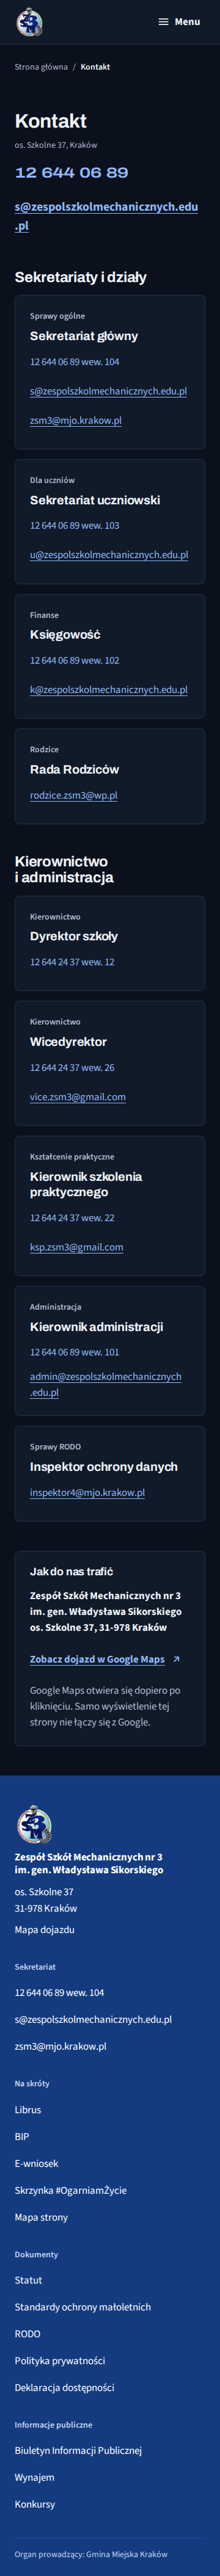 Menu
Strona główna / Kontakt
Kontakt
os. Szkolne 37, Kraków
12 644 06 89
s@zespolszkolmechanicznych.edu
.pl
Sekretariaty i działy
Sprawy ogólne
Sekretariat główny
12 644 06 89 wew. 104
s@zespolszkolmechanicznych.edu.pl
zsm3@mjo.krakow.pl
Dla uczniów
Sekretariat uczniowski
12 644 06 89 wew. 103
u@zespolszkolmechanicznych.edu.pl
Finanse
Księgowość
12 644 06 89 wew. 102
k@zespolszkolmechanicznych.edu.pl
Rodzice
Rada Rodziców
rodzice.zsm3@wp.pl
Kierownictwo
i administracja
Kierownictwo
Dyrektor szkoły
12 644 24 37 wew. 12
Kierownictwo
Wicedyrektor
12 644 24 37 wew. 26
vice.zsm3@gmail.com
Kształcenie praktyczne
Kierownik szkolenia
praktycznego
12 644 24 37 wew. 22
ksp.zsm3@gmail.com
Administracja
Kierownik administracji
12 644 06 89 wew. 101
admin@zespolszkolmechanicznych
.edu.pl
Sprawy RODO
Inspektor ochrony danych
inspektor4@mjo.krakow.pl
Jak do nas trafić
Zespół Szkół Mechanicznych nr 3
im. gen. Władysława Sikorskiego
os. Szkolne 37, 31-978 Kraków
Zobacz dojazd w Google Maps ↗
Google Maps otwiera się dopiero po
kliknięciu. Samo wyświetlenie tej
strony nie łączy się z Google.
Zespół Szkół Mechanicznych nr 3
im. gen. Władysława Sikorskiego
os. Szkolne 37
31-978 Kraków
Mapa dojazdu
Sekretariat
12 644 06 89 wew. 104
s@zespolszkolmechanicznych.edu.pl
zsm3@mjo.krakow.pl
Na skróty
Librus
BIP
E-wniosek
Skrzynka #OgarniamŻycie
Mapa strony
Dokumenty
Statut
Standardy ochrony małoletnich
RODO
Polityka prywatności
Deklaracja dostępności
Informacje publiczne
Biuletyn Informacji Publicznej
Wynajem
Konkursy
Organ prowadzący: Gmina Miejska Kraków